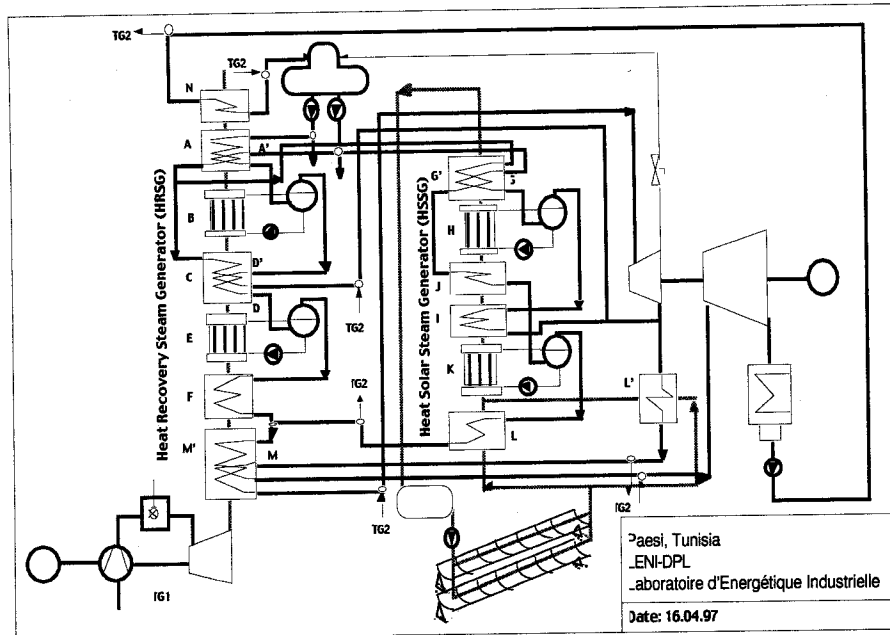 TG2
TG2
N
A
A'
G'
G
B
H
D'
C
J
D
TG2
I
E
K
TG2
L'
F
L
M'
M
TG2
TG2
TG1
Heat Recovery Steam Generator (HRSG)
Heat Solar Steam Generator (HSSG)
Paesi, Tunisia
LENI-DPL
Laboratoire d'Energétique Industrielle
Date: 16.04.97